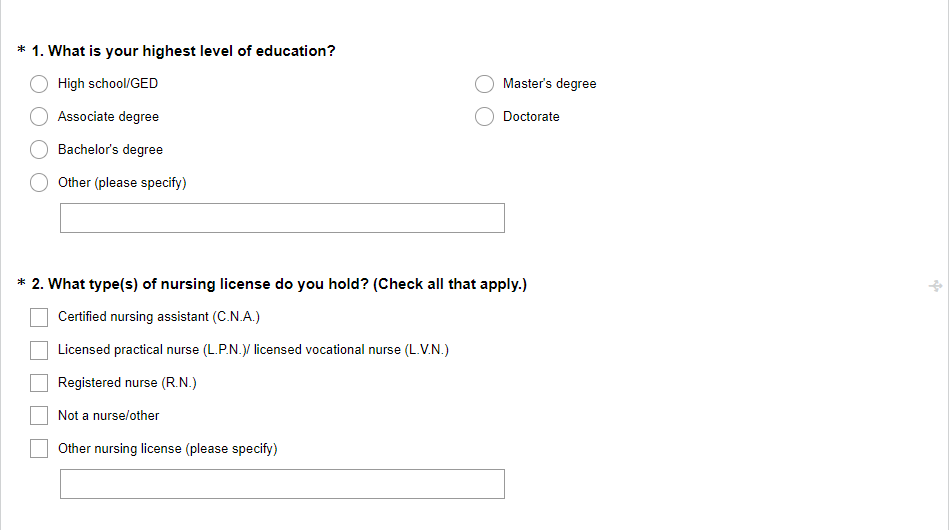 * 1. What is your highest level of education?
High school/GED
Master's degree
Associate degree
Doctorate
Bachelor's degree
Other (please specify)
* 2. What type(s) of nursing license do you hold? (Check all that apply.)
Certified nursing assistant (C.N.A.)
Licensed practical nurse (L.P.N.)/ licensed vocational nurse (L.V.N.)
Registered nurse (R.N.)
Not a nurse/other
Other nursing license (please specify)